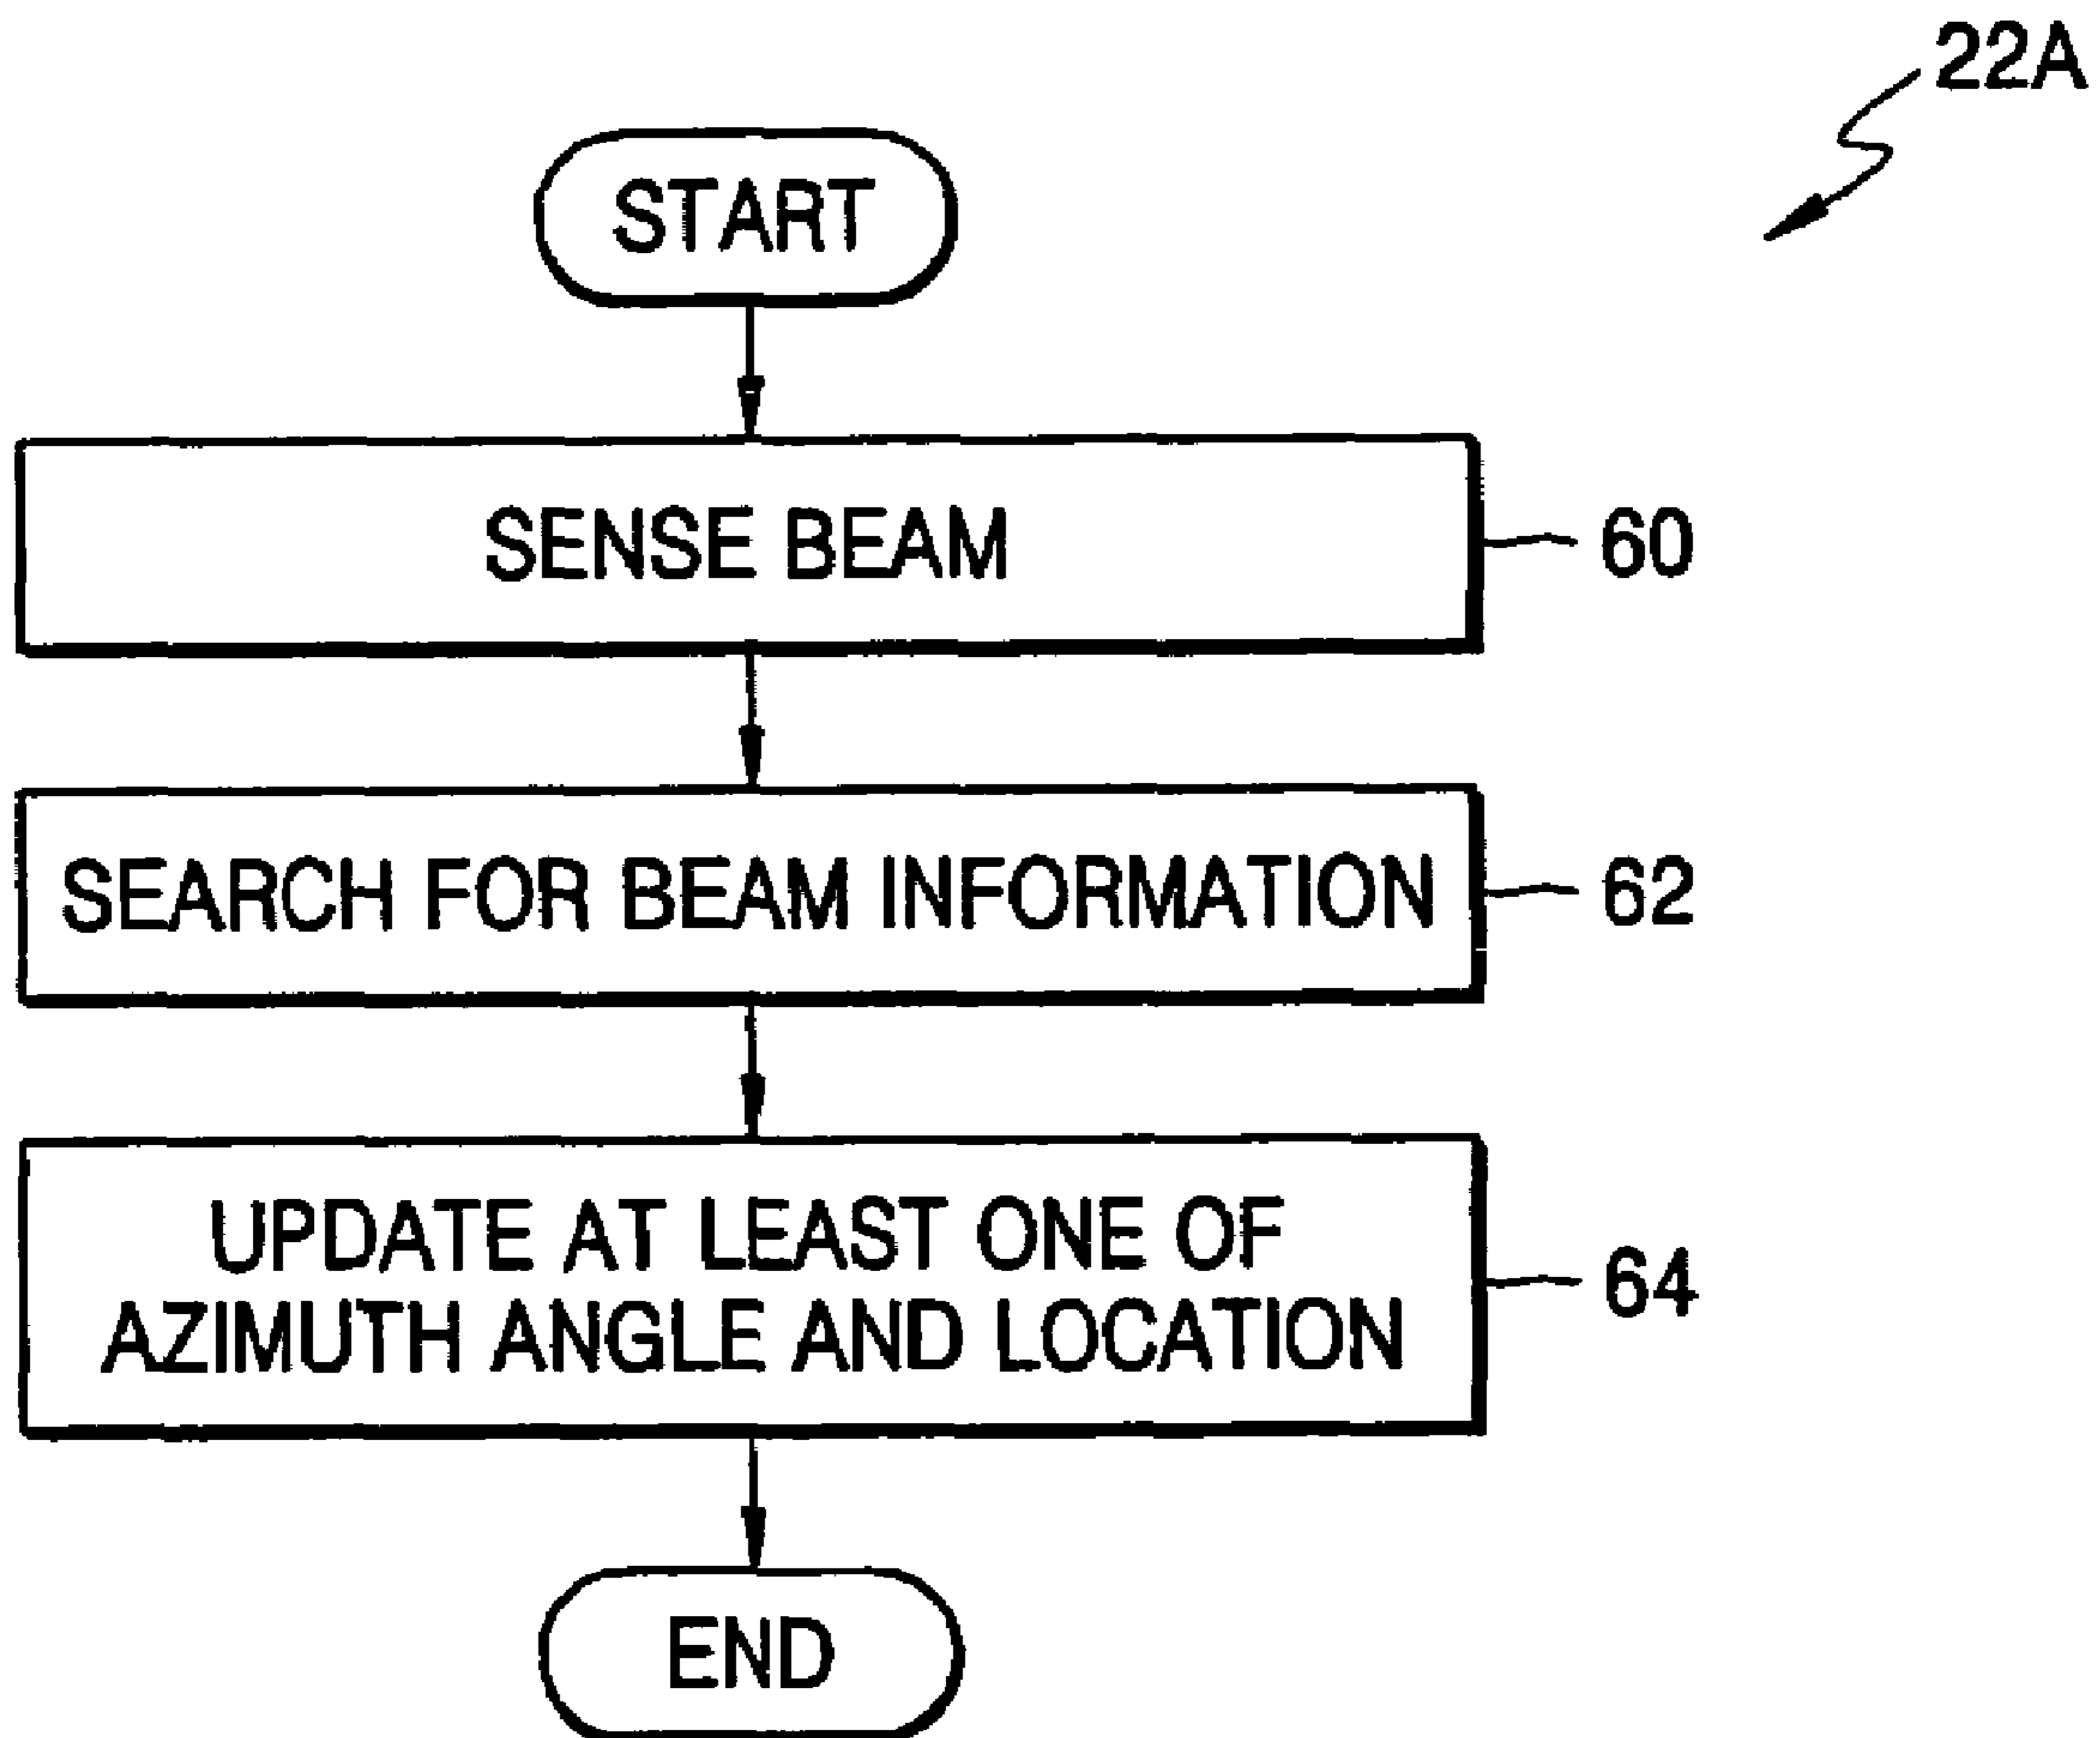 22A
START
SENSE BEAM
60
SEARCH FOR BEAM INFORMATION
62
UPDATE AT LEAST ONE OF
AZIMUTH ANGLE AND LOCATION
64
END